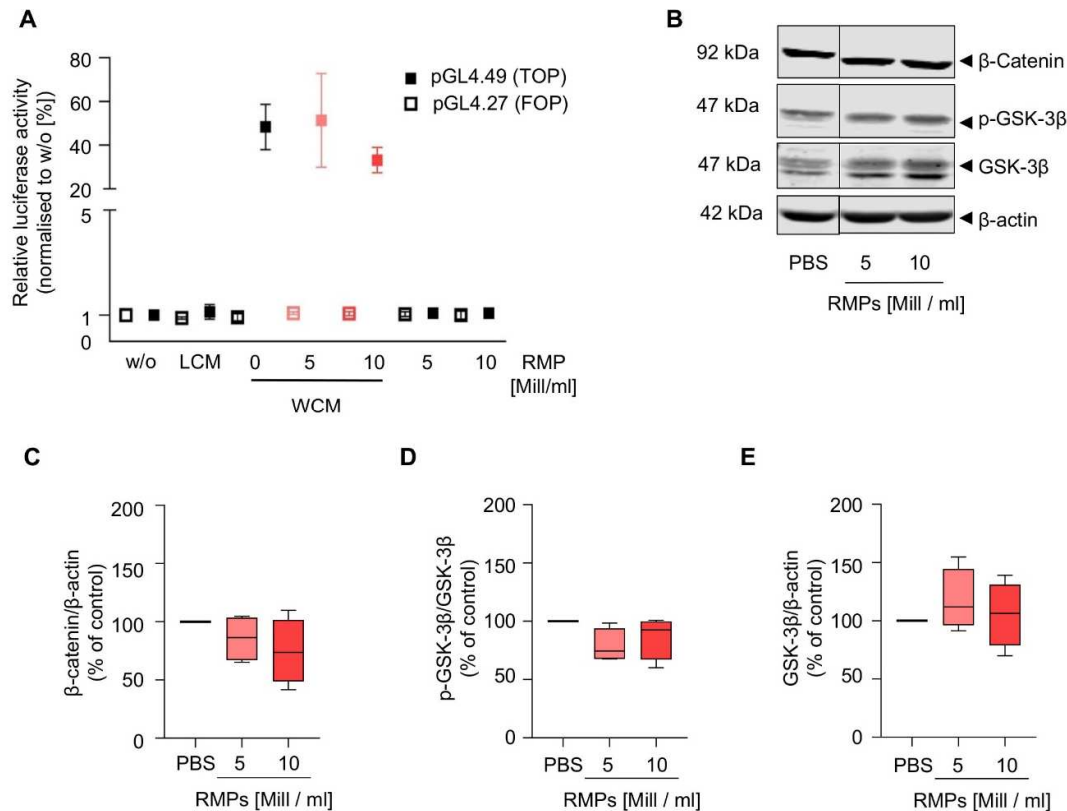 A
Relative luciferase activity
(normalised to w/o [%])
80
60
40
20
5
1
0
pGL4.49 (TOP)
pGL4.27 (FOP)
w/o LCM 0 5 10 5 10 RMP
[Mill/ml]
WCM
B
92 kDa β-Catenin
47 kDa p-GSK-3β
47 kDa GSK-3β
42 kDa β-actin
PBS 5 10
RMPs [Mill / ml]
C
β-catenin/β-actin
(% of control)
200
150
100
50
0
PBS 5 10
RMPs [Mill / ml]
D
p-GSK-3β/GSK-3β
(% of control)
200
150
100
50
0
PBS 5 10
RMPs [Mill / ml]
E
GSK-3β/β-actin
(% of control)
200
150
100
50
0
PBS 5 10
RMPs [Mill / ml]